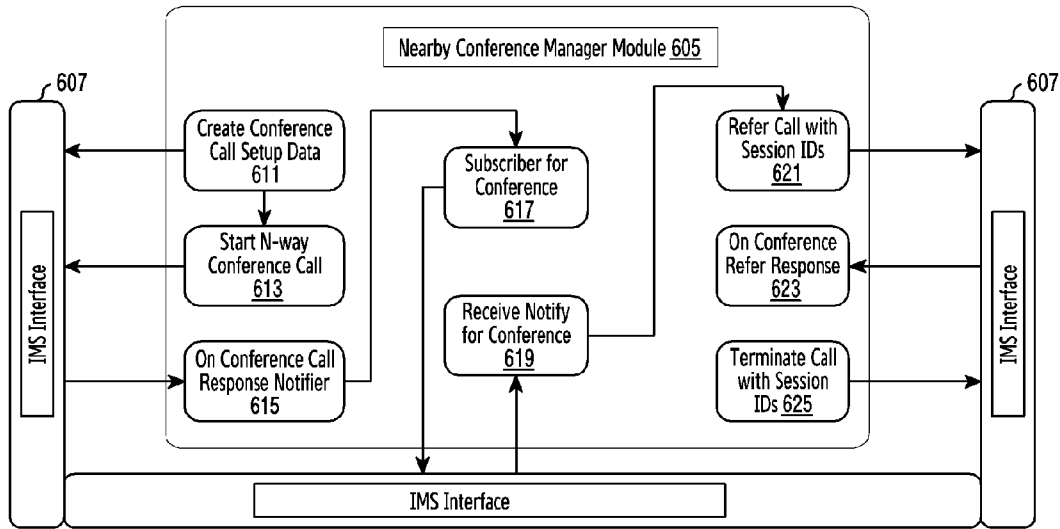 Nearby Conference Manager Module 605
607
607
Create Conference
Call Setup Data
611
Start N-way
Conference Call
613
On Conference Call
Response Notifier
615
Subscriber for
Conference
617
Receive Notify
for Conference
619
Refer Call with
Session IDs
621
On Conference
Refer Response
623
Terminate Call
with Session
IDs 625
IMS Interface
IMS Interface
IMS Interface